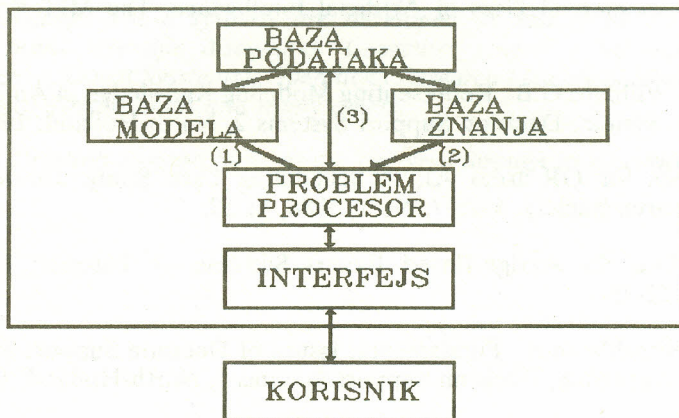 BAZA
PODATAKA
BAZA
MODELA
(3)
BAZA
ZNANJA
(1)
(2)
PROBLEM
PROCESOR
INTERFEJS
KORISNIK